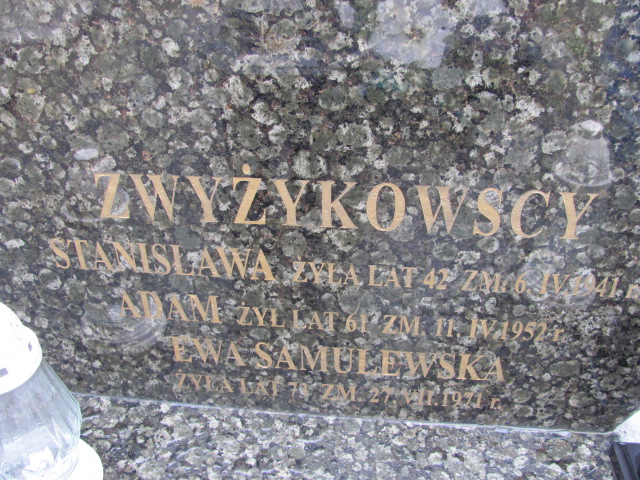 ZWYŻYKOWSCY
STANISŁAWA ŻYŁA LAT 42 ZM. 6. IV.1941 r.
ADAM ŻYŁ LAT 61 ZM. 11. IV.1952 r.
EWA SAMULEWSKA
ŻYŁA LAT 79 ZM. 27. VII.1971 r.